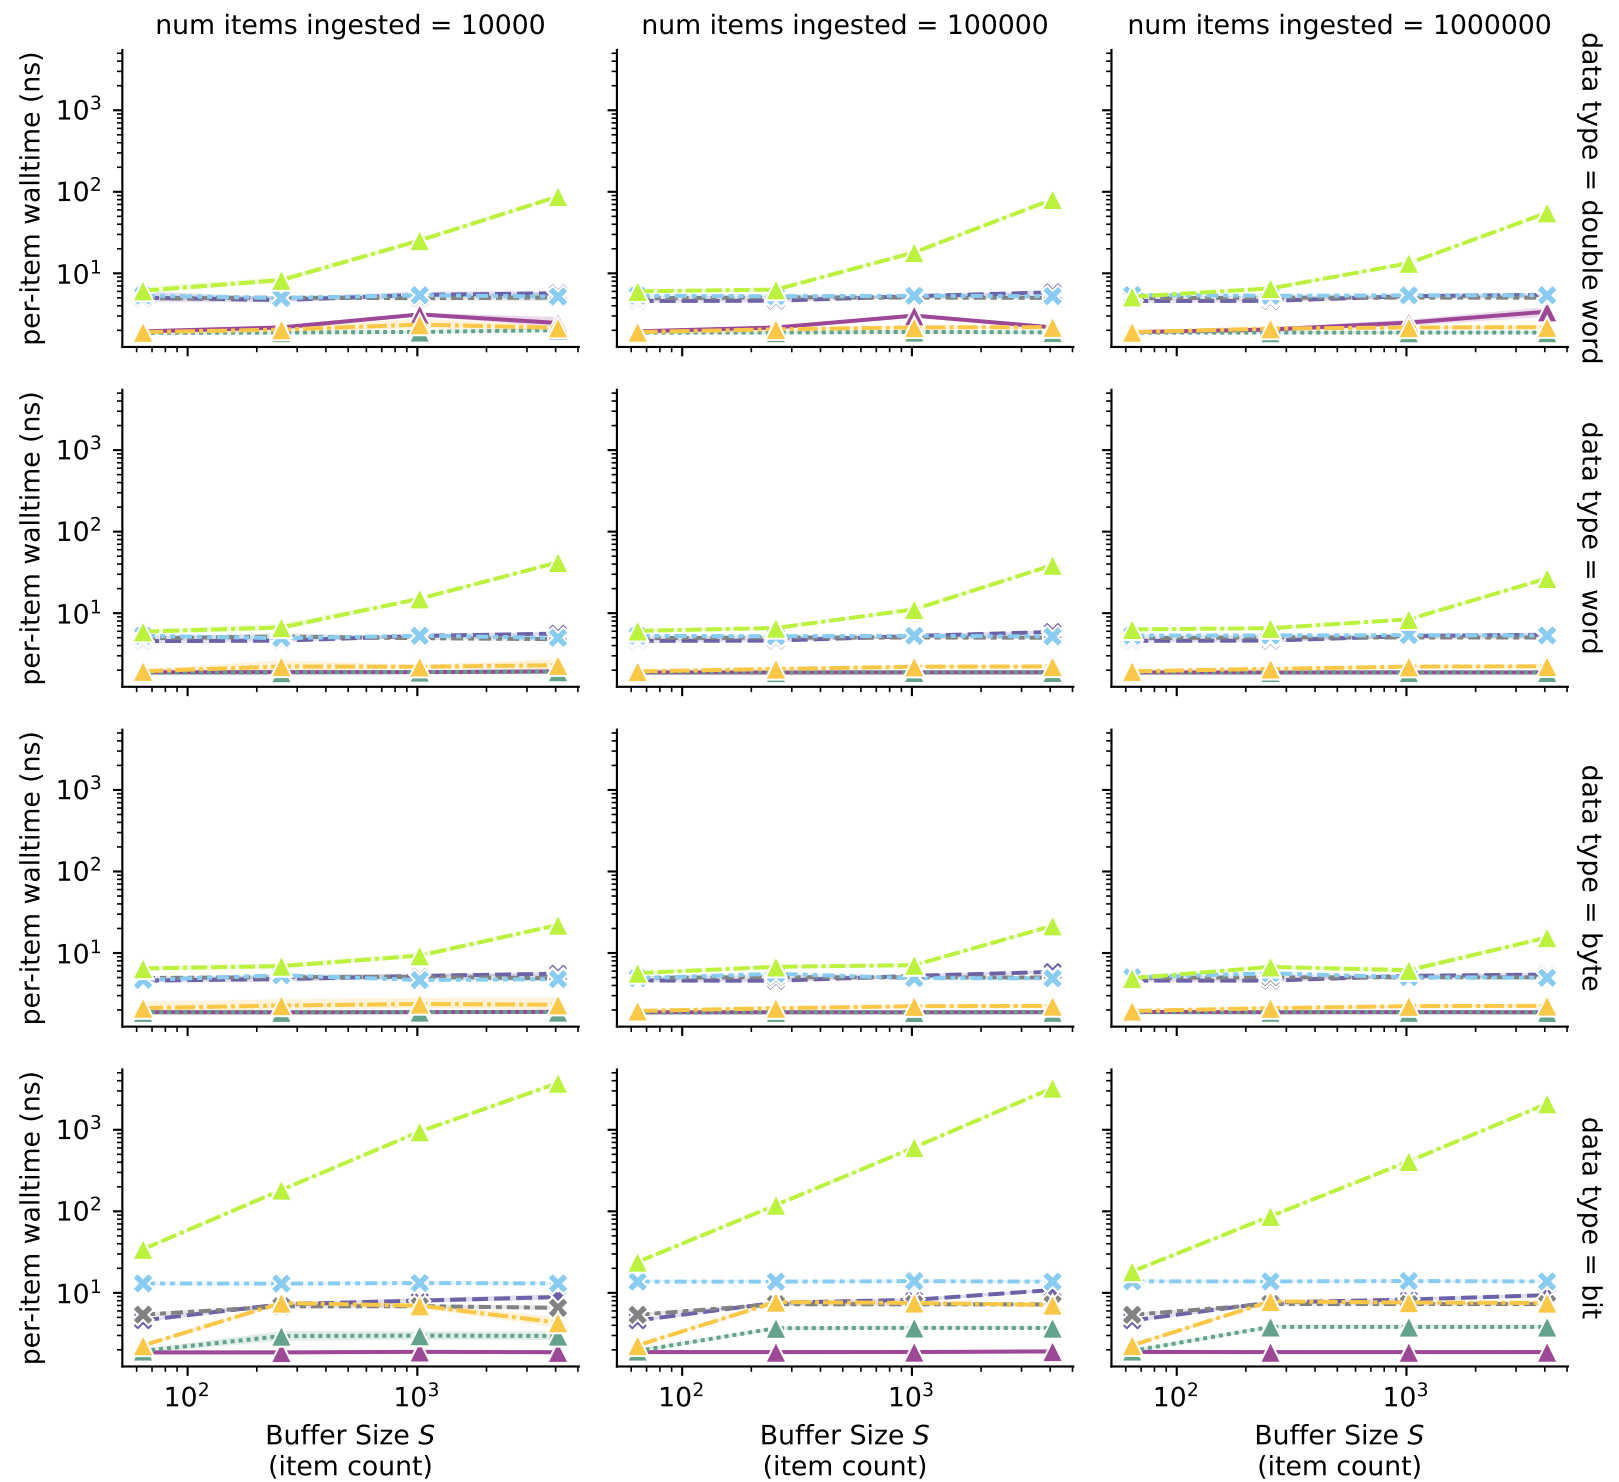 num items ingested = 10000
num items ingested = 100000
num items ingested = 1000000
per-item walltime (ns)
10³
10²
10¹
data type = double word
per-item walltime (ns)
10³
10²
10¹
data type = word
per-item walltime (ns)
10³
10²
10¹
data type = byte
per-item walltime (ns)
10³
10²
10¹
data type = bit
10²
10³
10²
10³
10²
10³
Buffer Size S
(item count)
Buffer Size S
(item count)
Buffer Size S
(item count)